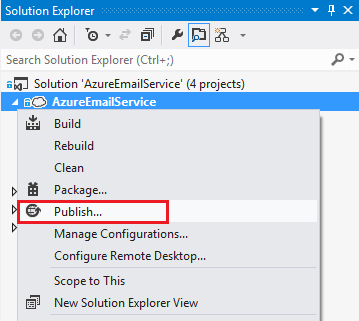 Solution Explorer
Search Solution Explorer (Ctrl+;)
Solution 'AzureEmailService' (4 projects)
AzureEmailService
Build
Rebuild
Clean
Package...
Publish...
Manage Configurations...
Configure Remote Desktop...
Scope to This
New Solution Explorer View